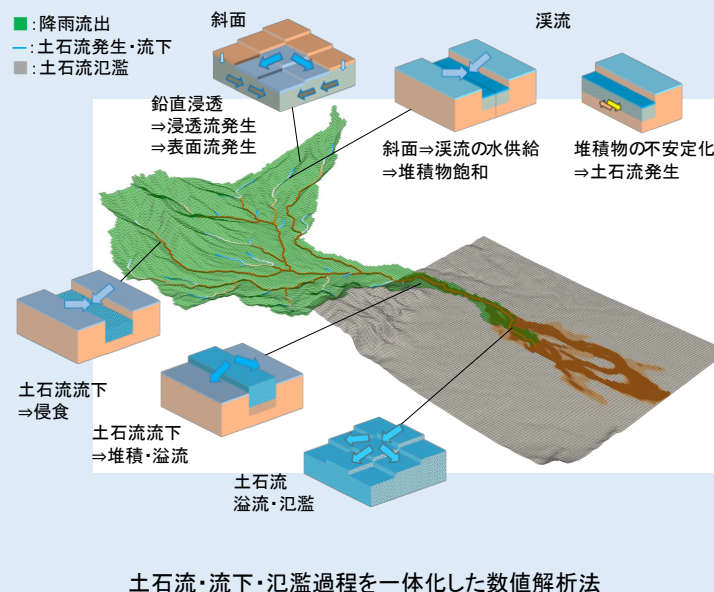 ■:降雨流出
―:土石流発生・流下
■:土石流氾濫
斜面
渓流
鉛直浸透
⇒浸透流発生
⇒表面流発生
斜面⇒渓流の水供給
⇒堆積物飽和
堆積物の不安定化
⇒土石流発生
土石流流下
⇒侵食
土石流流下
⇒堆積・溢流
土石流
溢流・氾濫
土石流・流下・氾濫過程を一体化した数値解析法